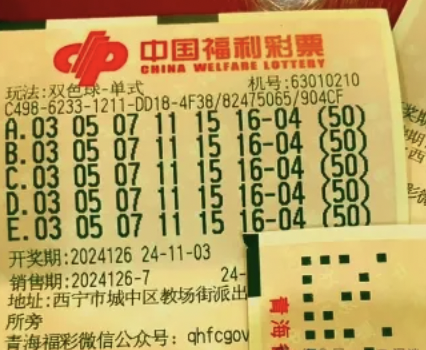 中国福利彩票
CHINA WELFARE LOTTERY
玩法:双色球-单式 机号:63010210
C498-6233-1211-DD18-4F38/82475065/904CF
A.03 05 07 11 15 16-04 (50)
B.03 05 07 11 15 16-04 (50)
C.03 05 07 11 15 16-04 (50)
D.03 05 07 11 15 16-04 (50)
E.03 05 07 11 15 16-04 (50)
开奖期:2024126 24-11-03
销售期:2024126-7 24-
地址:西宁市城中区教场街派出
所旁
青海福彩微信公众号: qhfcgov
青海